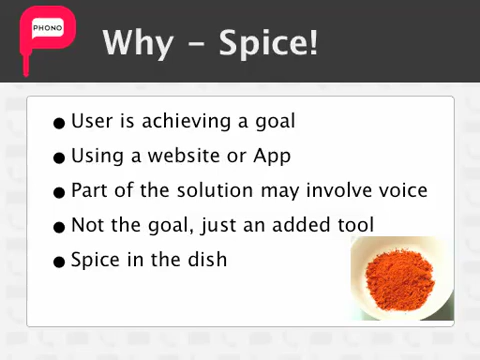 PHONO
Why - Spice!
● User is achieving a goal
● Using a website or App
● Part of the solution may involve voice
● Not the goal, just an added tool
● Spice in the dish